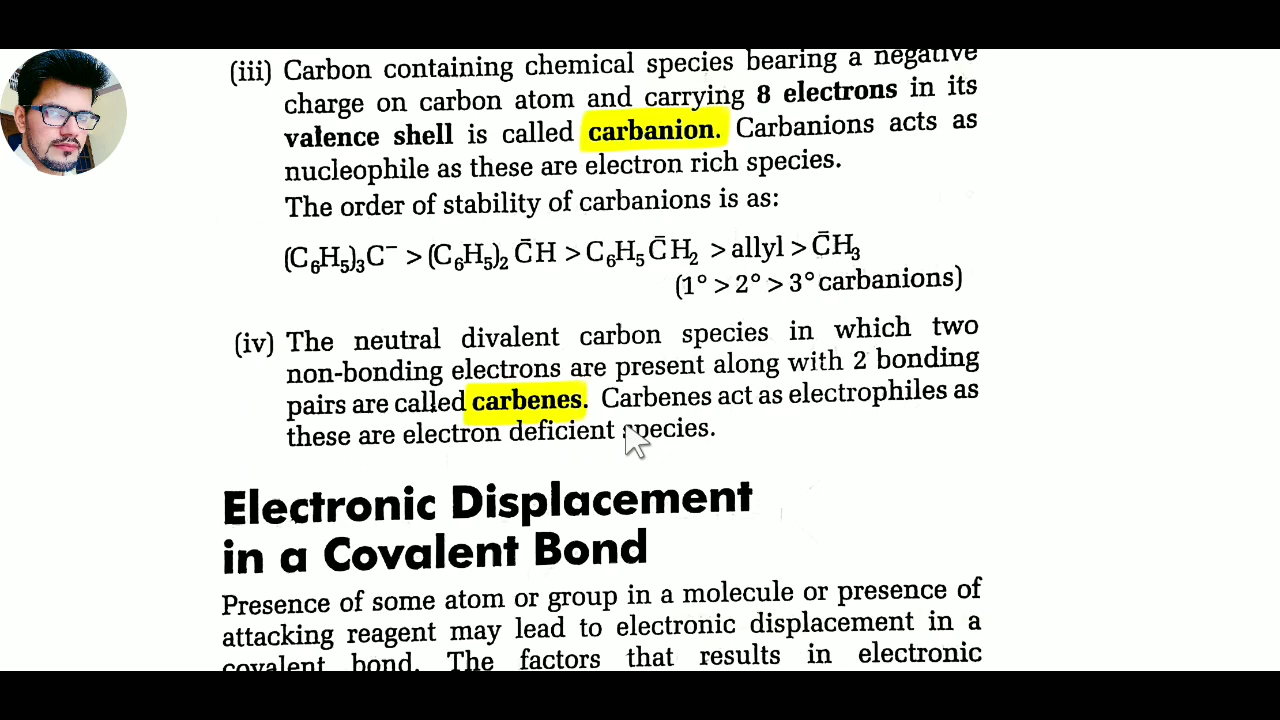 (iii) Carbon containing chemical species bearing a negative
charge on carbon atom and carrying 8 electrons in its
valence shell is called carbanion. Carbanions acts as
nucleophile as these are electron rich species.
The order of stability of carbanions is as:
(C₆H₅)₃C⁻ > (C₆H₅)₂ C̄H > C₆H₅ C̄H₂ > allyl > C̄H₃
(1° > 2° > 3° carbanions)
(iv) The neutral divalent carbon species in which two
non-bonding electrons are present along with 2 bonding
pairs are called carbenes. Carbenes act as electrophiles as
these are electron deficient species.
Electronic Displacement
in a Covalent Bond
Presence of some atom or group in a molecule or presence of
attacking reagent may lead to electronic displacement in a
covalent bond. The factors that results in electronic